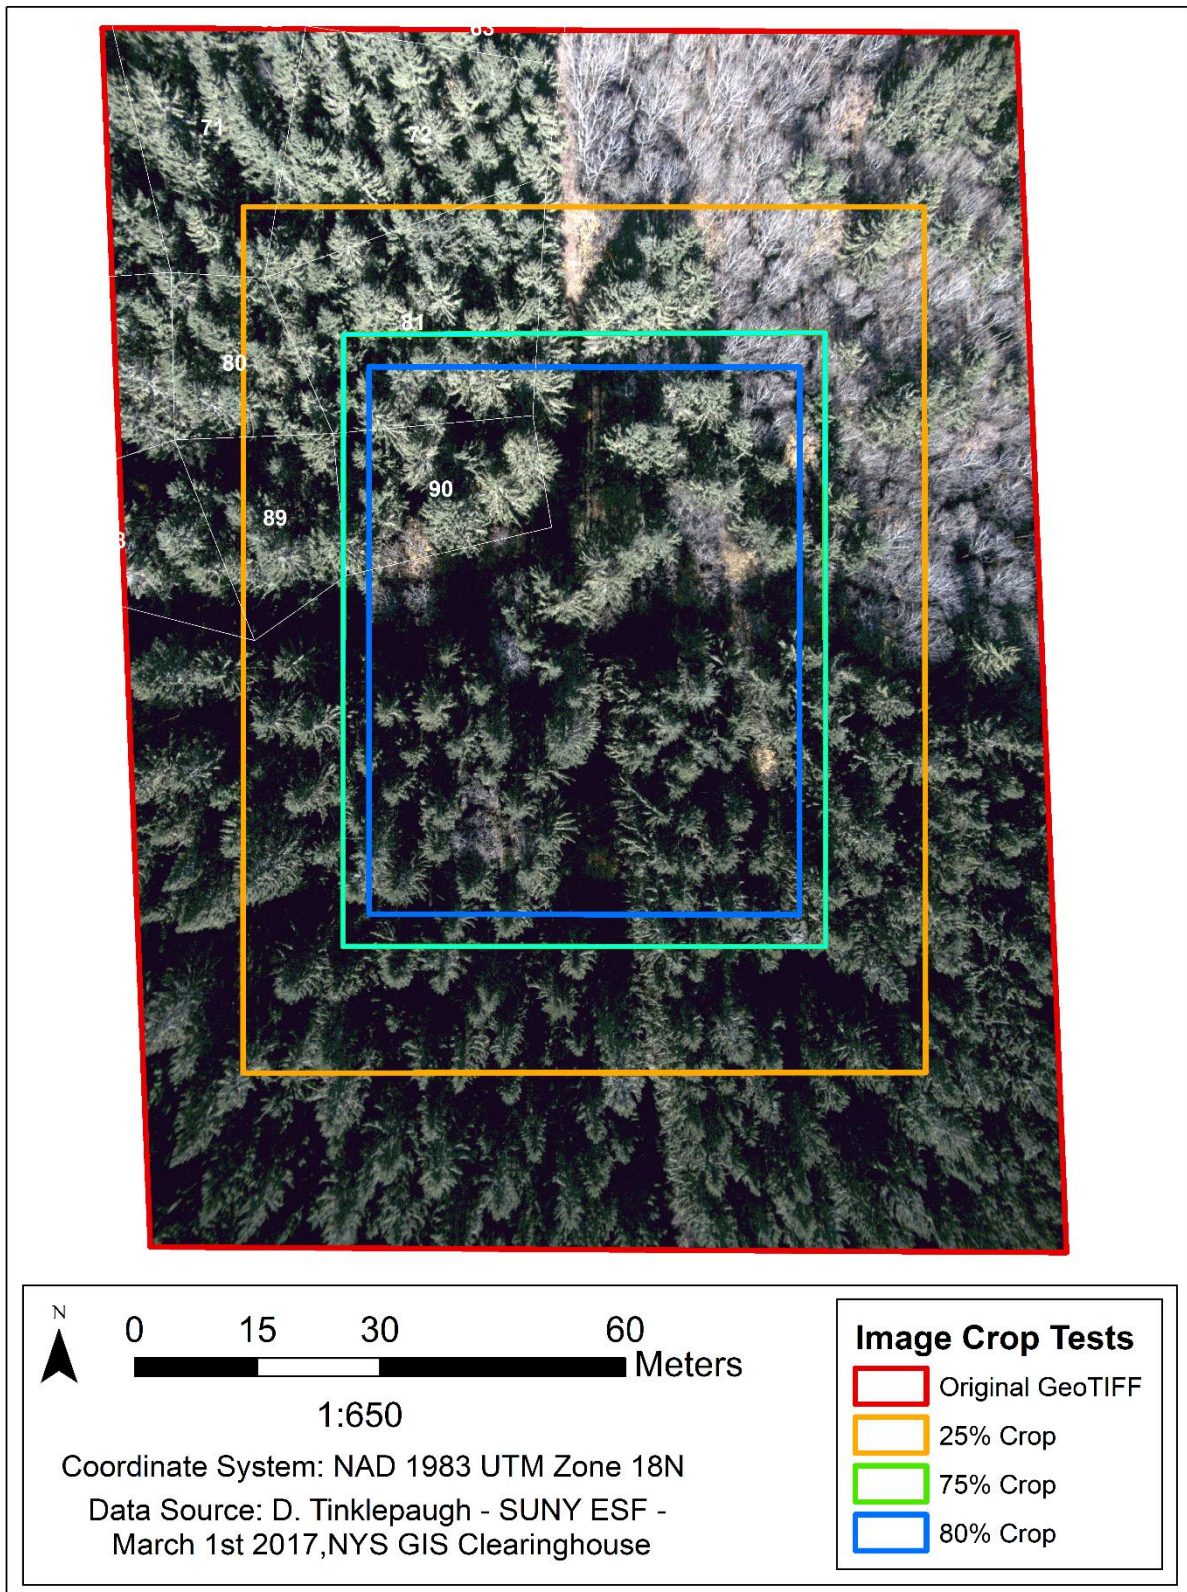 63
71
72
81
80
90
89
N
0 15 30 60
Meters
1:650
Coordinate System: NAD 1983 UTM Zone 18N
Data Source: D. Tinklepaugh - SUNY ESF -
March 1st 2017,NYS GIS Clearinghouse
Image Crop Tests
Original GeoTIFF
25% Crop
75% Crop
80% Crop